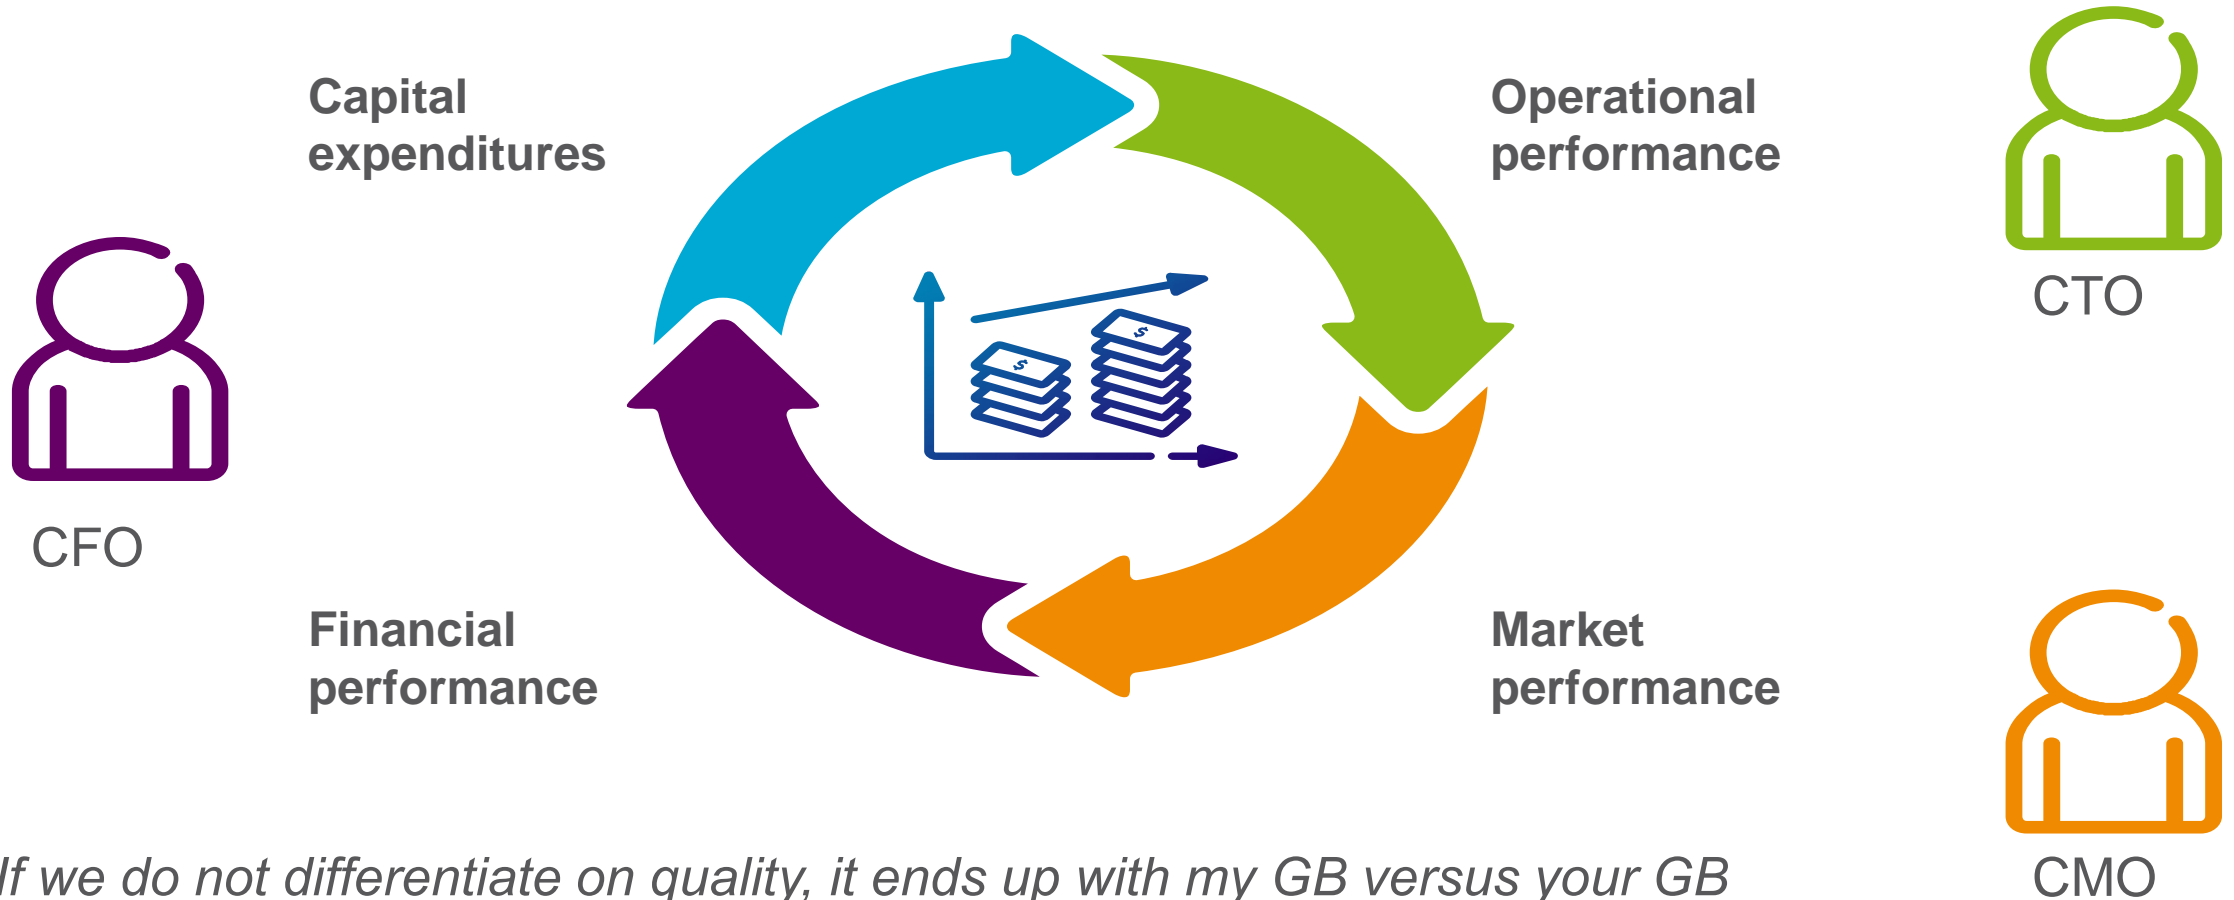 Capital
expenditures
Operational
performance
CTO
CFO
Financial
performance
Market
performance
If we do not differentiate on quality, it ends up with my GB versus your GB
CMO